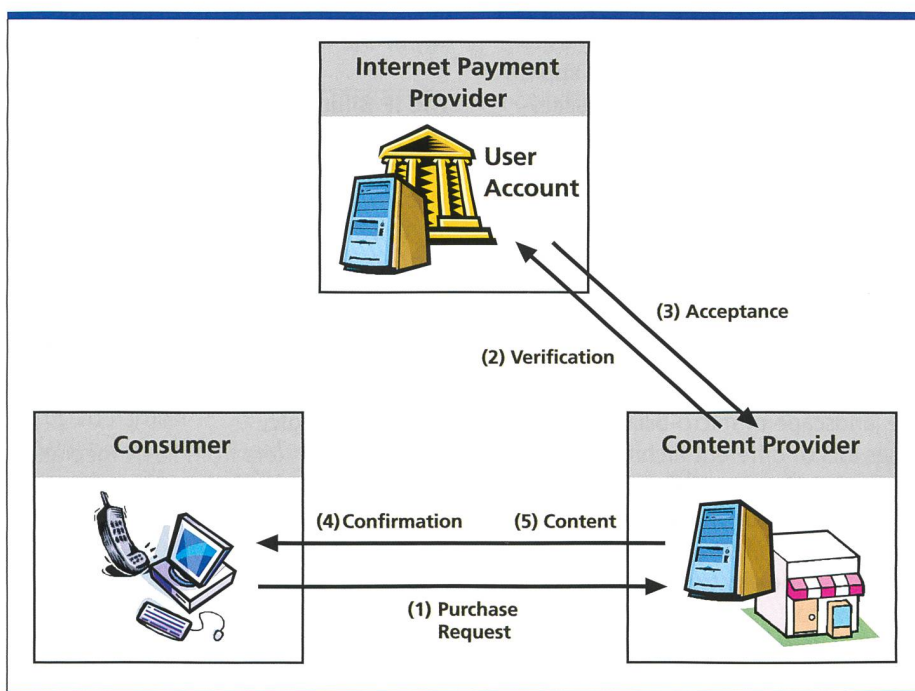 Internet Payment
Provider
User
Account
(3) Acceptance
(2) Verification
Consumer
Content Provider
(4) Confirmation
(5) Content
(1) Purchase
Request